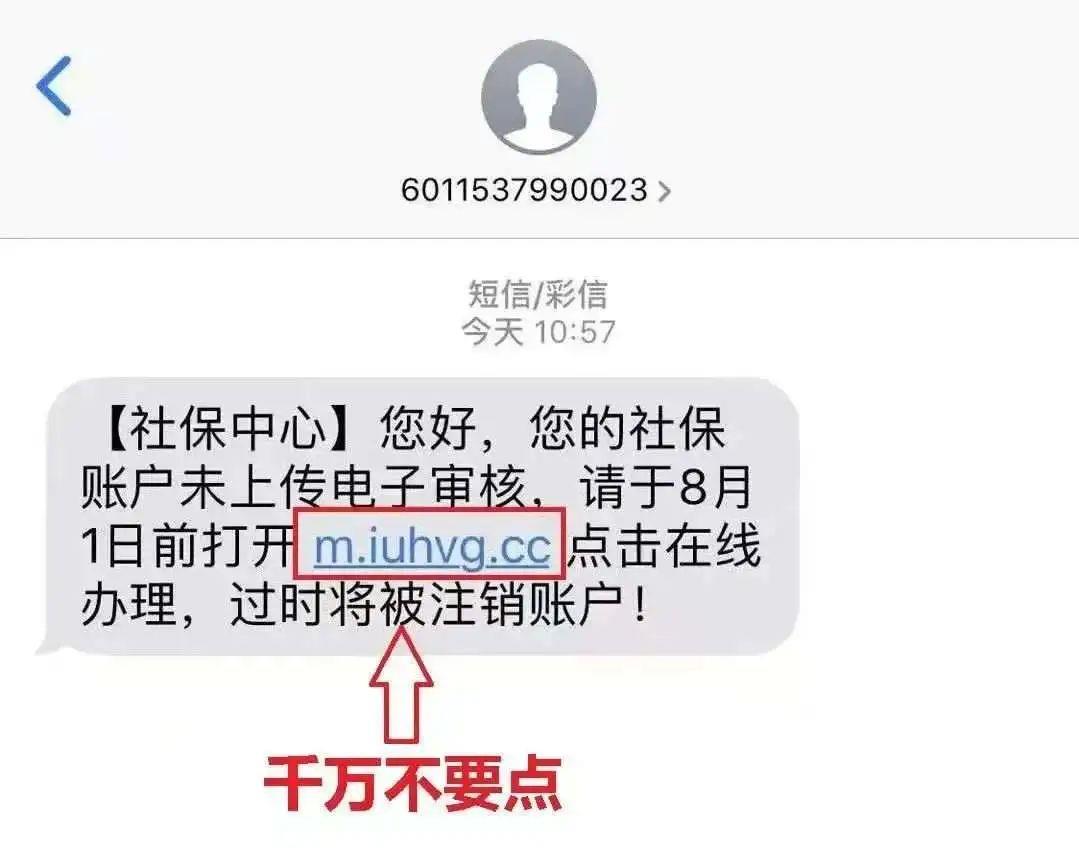 6011537990023
短信/彩信
今天 10:57
【社保中心】您好，您的社保
账户未上传电子审核，请于8月
1日前打开 m.iuhvg.cc 点击在线
办理，过时将被注销账户！
千万不要点